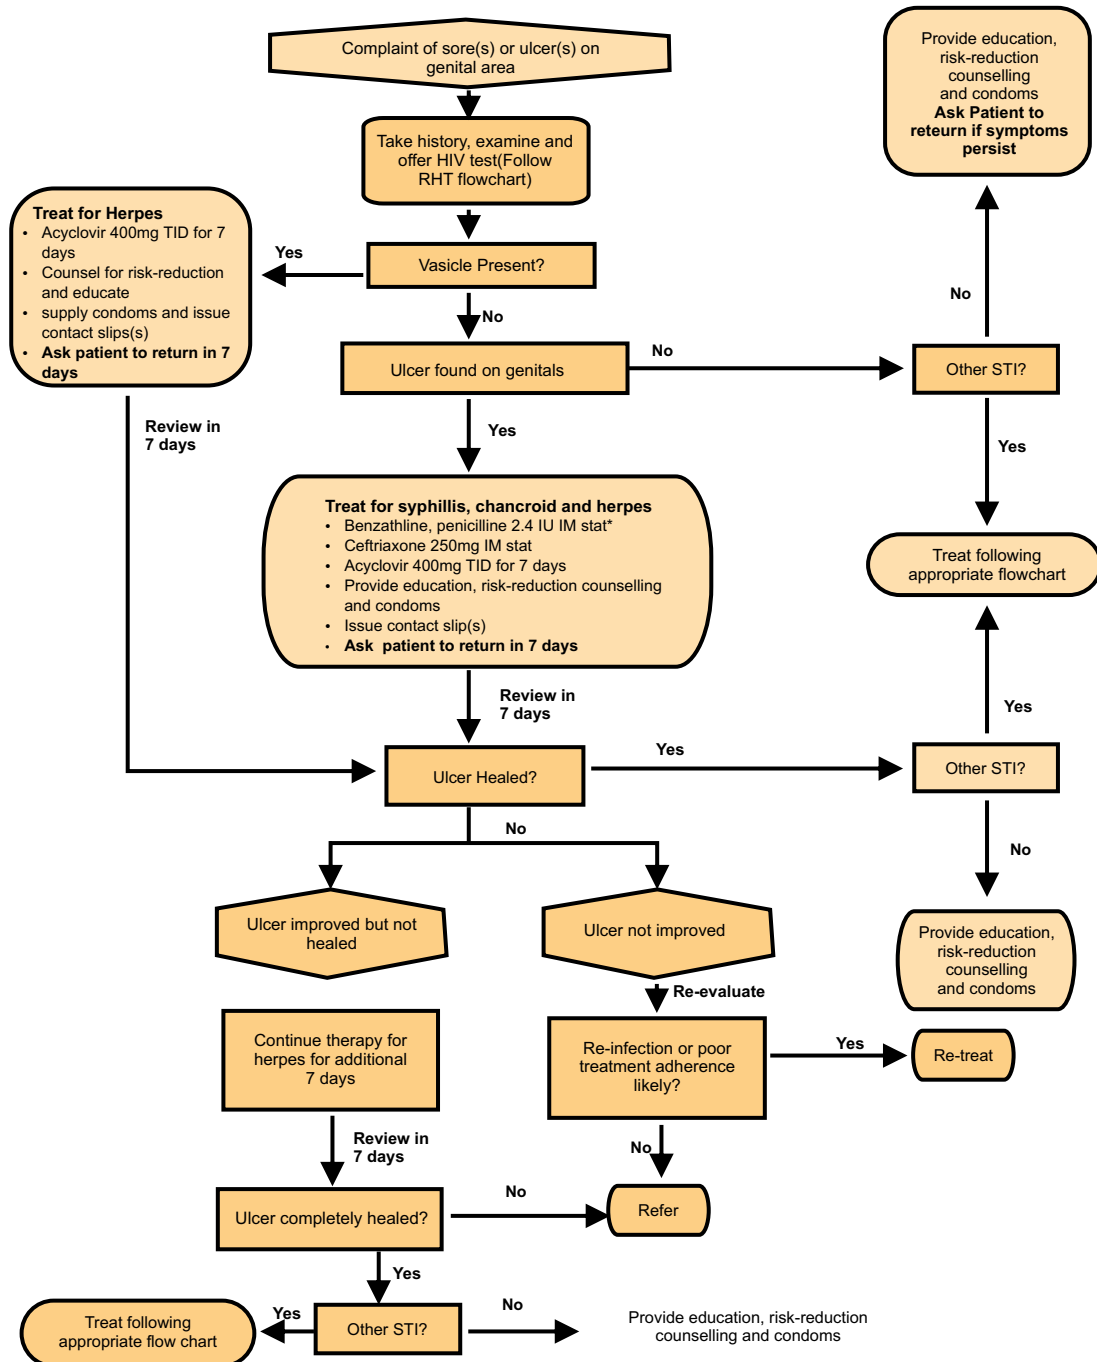 Complaint of sore(s) or ulcer(s) on
genital area
Provide education,
risk-reduction
counselling
and condoms
Ask Patient to
reteurn if symptoms
persist
Take history, examine and
offer HIV test(Follow
RHT flowchart)
Treat for Herpes
• Acyclovir 400mg TID for 7
days
• Counsel for risk-reduction
and educate
• supply condoms and issue
contact slips(s)
• Ask patient to return in 7
days
Yes
Vasicle Present?
No
No
Ulcer found on genitals
No
Other STI?
Review in
7 days
Yes
Yes
Treat for syphillis, chancroid and herpes
• Benzathline, penicilline 2.4 IU IM stat*
• Ceftriaxone 250mg IM stat
• Acyclovir 400mg TID for 7 days
• Provide education, risk-reduction counselling
and condoms
• Issue contact slip(s)
• Ask patient to return in 7 days
Treat following
appropriate flowchart
Review in
7 days
Yes
Ulcer Healed?
Yes
Other STI?
No
No
Ulcer improved but not
healed
Ulcer not improved
Provide education,
risk-reduction
counselling
and condoms
Re-evaluate
Continue therapy for
herpes for additional
7 days
Re-infection or poor
treatment adherence
likely?
Yes
Re-treat
Review in
7 days
No
Ulcer completely healed?
No
Refer
Yes
Treat following
appropriate flow chart
Yes
Other STI?
No
Provide education, risk-reduction
counselling and condoms